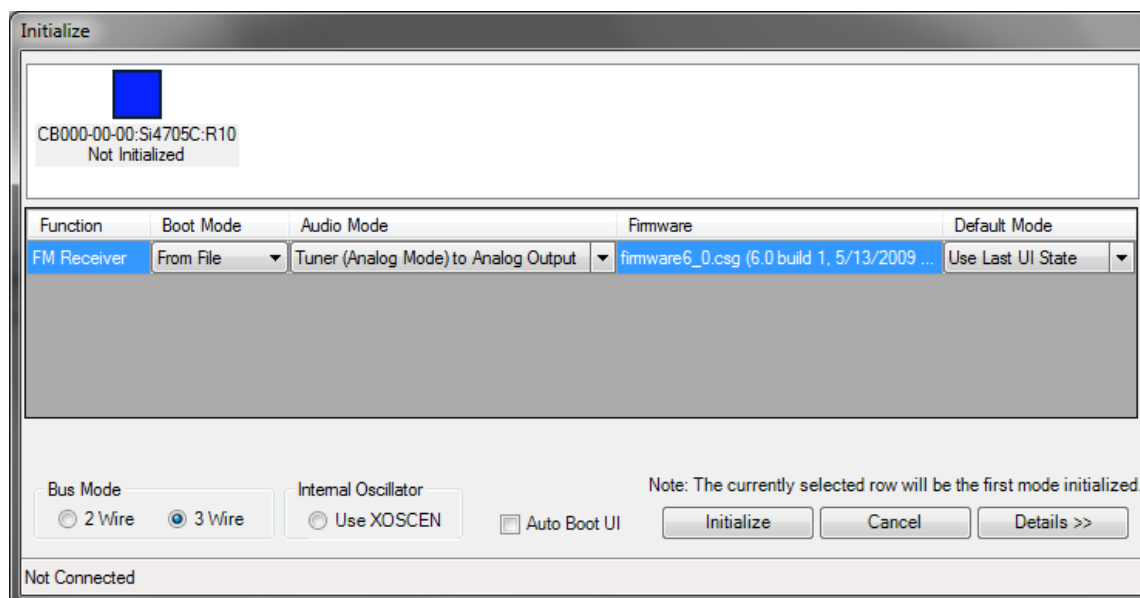 Initialize
CB000-00-00:Si4705C:R10
Not Initialized
Function Boot Mode Audio Mode Firmware Default Mode
FM Receiver From File Tuner (Analog Mode) to Analog Output firmware6_0.csg (6.0 build 1, 5/13/2009 ... Use Last UI State
Bus Mode Internal Oscillator Note: The currently selected row will be the first mode initialized.
2 Wire 3 Wire Use XOSCEN Auto Boot UI Initialize Cancel Details >>
Not Connected